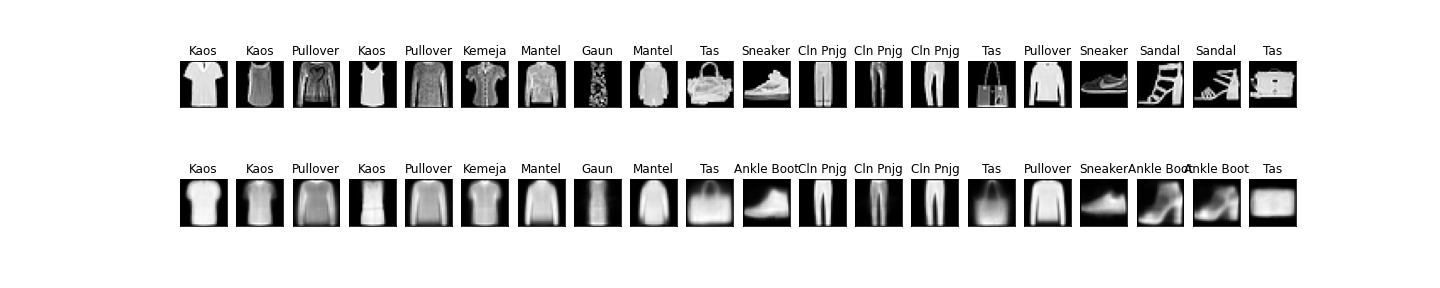 Kaos Kaos Pullover Kaos Pullover Kemeja Mantel Gaun Mantel Tas Sneaker Cln Pnjg Cln Pnjg Cln Pnjg Tas Pullover Sneaker Sandal Sandal Tas
Kaos Kaos Pullover Kaos Pullover Kemeja Mantel Gaun Mantel Tas Ankle Boot Cln Pnjg Cln Pnjg Cln Pnjg Tas Pullover Sneaker Ankle Boot Ankle Boot Tas